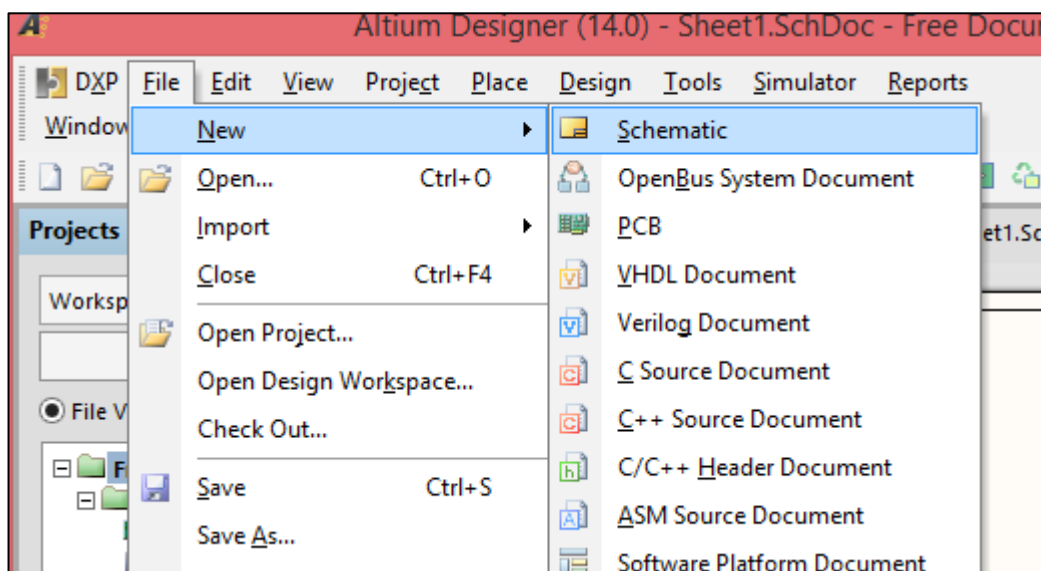 Altium Designer (14.0) - Sheet1.SchDoc - Free Docu
DXP File Edit View Project Place Design Tools Simulator Reports
Window
New
Schematic
Open... Ctrl+O
OpenBus System Document
Projects
Import
PCB
et1.Sc
Close Ctrl+F4
VHDL Document
Worksp
Open Project...
Verilog Document
Open Design Workspace...
C Source Document
File V
Check Out...
C++ Source Document
C/C++ Header Document
Save Ctrl+S
ASM Source Document
Save As...
Software Platform Document